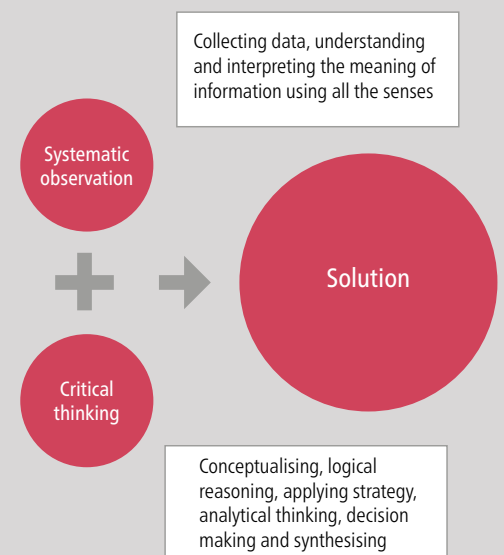 Collecting data, understanding
and interpreting the meaning of
information using all the senses
Systematic
observation
Solution
Critical
thinking
Conceptualising, logical
reasoning, applying strategy,
analytical thinking, decision
making and synthesising